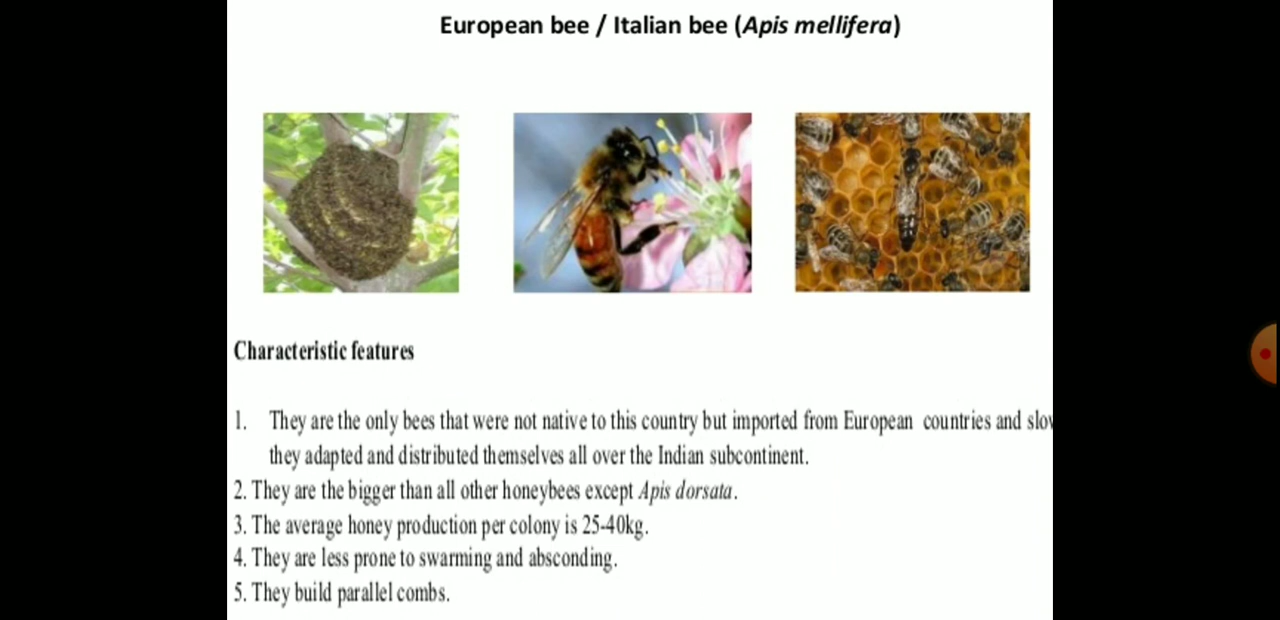 European bee / Italian bee (Apis mellifera)
Characteristic features
1. They are the only bees that were not native to this country but imported from European countries and
they adapted and distributed themselves all over the Indian subcontinent.
2. They are the bigger than all other honeybees except Apis dorsata.
3. The average honey production per colony is 25-40kg.
4. They are less prone to swarming and absconding.
5. They build parallel combs.